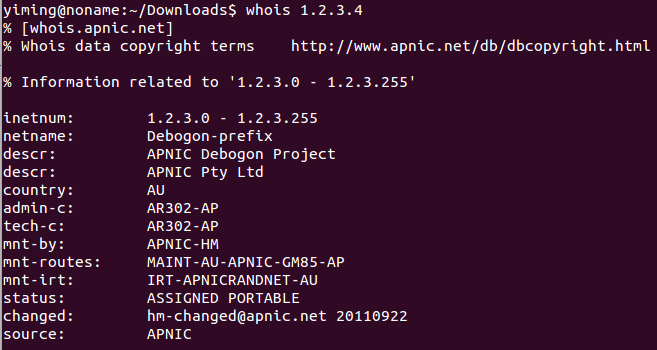 yiming@noname:~/Downloads$ whois 1.2.3.4
% [whois.apnic.net]
% Whois data copyright terms    http://www.apnic.net/db/dbcopyright.html
% Information related to '1.2.3.0 - 1.2.3.255'
inetnum:        1.2.3.0 - 1.2.3.255
netname:        Debogon-prefix
descr:          APNIC Debogon Project
descr:          APNIC Pty Ltd
country:        AU
admin-c:        AR302-AP
tech-c:         AR302-AP
mnt-by:         APNIC-HM
mnt-routes:     MAINT-AU-APNIC-GM85-AP
mnt-irt:        IRT-APNICRANDNET-AU
status:         ASSIGNED PORTABLE
changed:        hm-changed@apnic.net 20110922
source:         APNIC